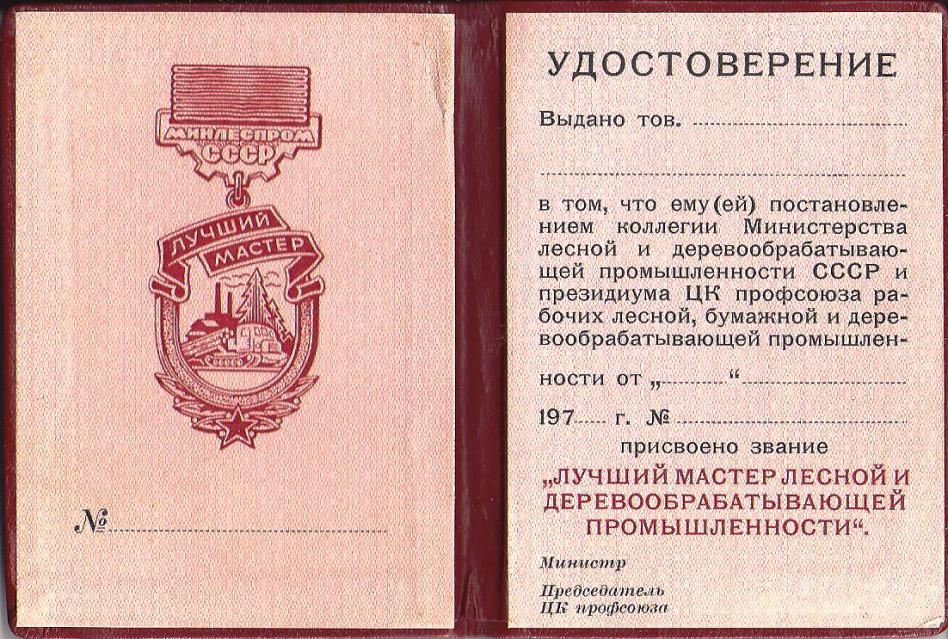 МИНЛЕСПРОМ
СССР
ЛУЧШИЙ
МАСТЕР
№
УДОСТОВЕРЕНИЕ
Выдано тов.
в том, что ему (ей) постановле-
нием коллегии Министерства
лесной и деревообрабатываю-
щей промышленности СССР и
президиума ЦК профсоюза ра-
бочих лесной, бумажной и дере-
вообрабатывающей промышлен-
ности от „ “
197 г. №
присвоено звание
„ЛУЧШИЙ МАСТЕР ЛЕСНОЙ И
ДЕРЕВООБРАБАТЫВАЮЩЕЙ
ПРОМЫШЛЕННОСТИ“.
Министр
Председатель
ЦК профсоюза